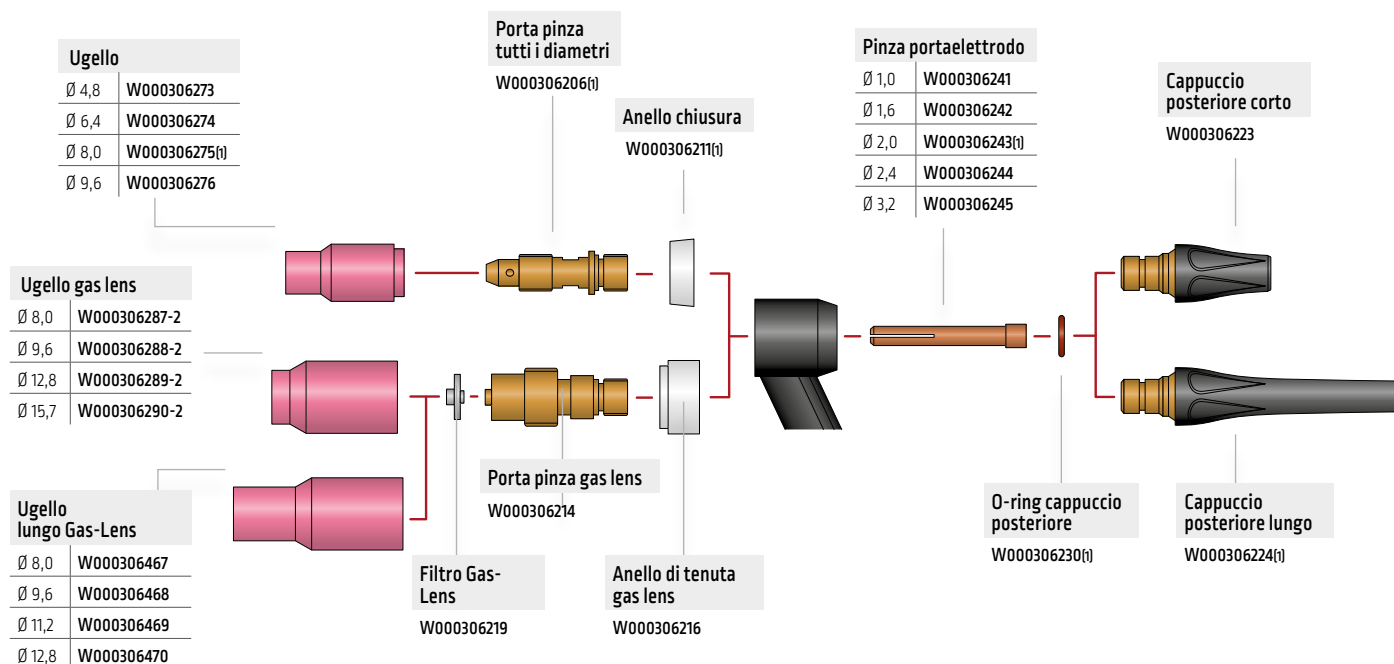 Ugello
Ø 4,8 W000306273
Ø 6,4 W000306274
Ø 8,0 W000306275(1)
Ø 9,6 W000306276
Porta pinza
tutti i diametri
W000306206(1)
Anello chiusura
W000306211(1)
Pinza portaelettrodo
Ø 1,0 W000306241
Ø 1,6 W000306242
Ø 2,0 W000306243(1)
Ø 2,4 W000306244
Ø 3,2 W000306245
Cappuccio
posteriore corto
W000306223
Ugello gas lens
Ø 8,0 W000306287-2
Ø 9,6 W000306288-2
Ø 12,8 W000306289-2
Ø 15,7 W000306290-2
Ugello
lungo Gas-Lens
Ø 8,0 W000306467
Ø 9,6 W000306468
Ø 11,2 W000306469
Ø 12,8 W000306470
Filtro Gas-
Lens
W000306219
Porta pinza gas lens
W000306214
Anello di tenuta
gas lens
W000306216
O-ring cappuccio
posteriore
W000306230(1)
Cappuccio
posteriore lungo
W000306224(1)